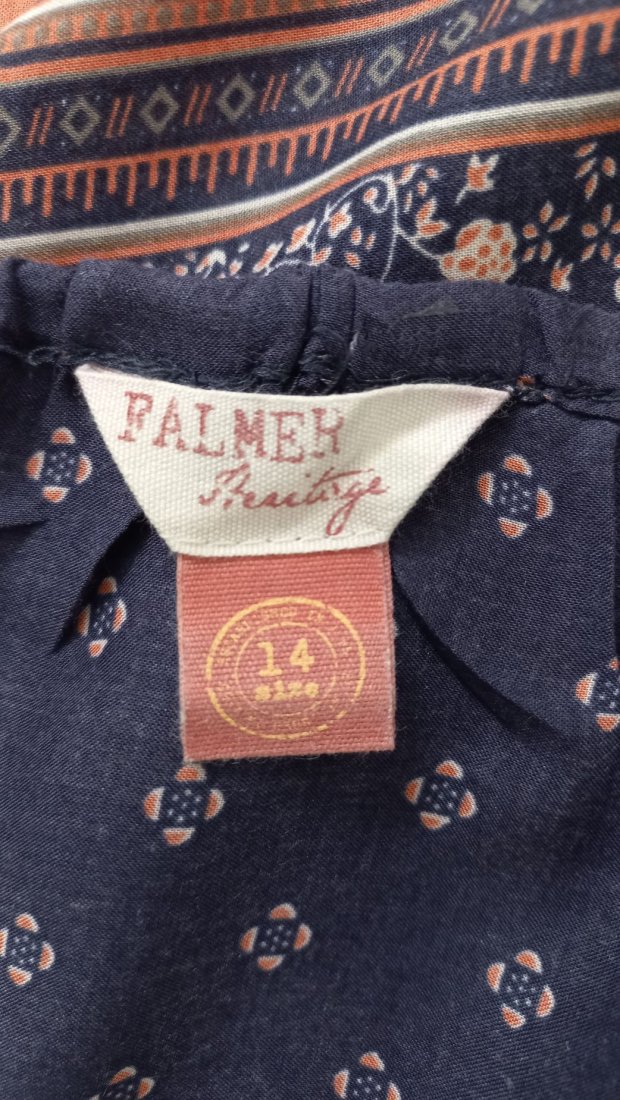 FALMER
Heritage
14
size